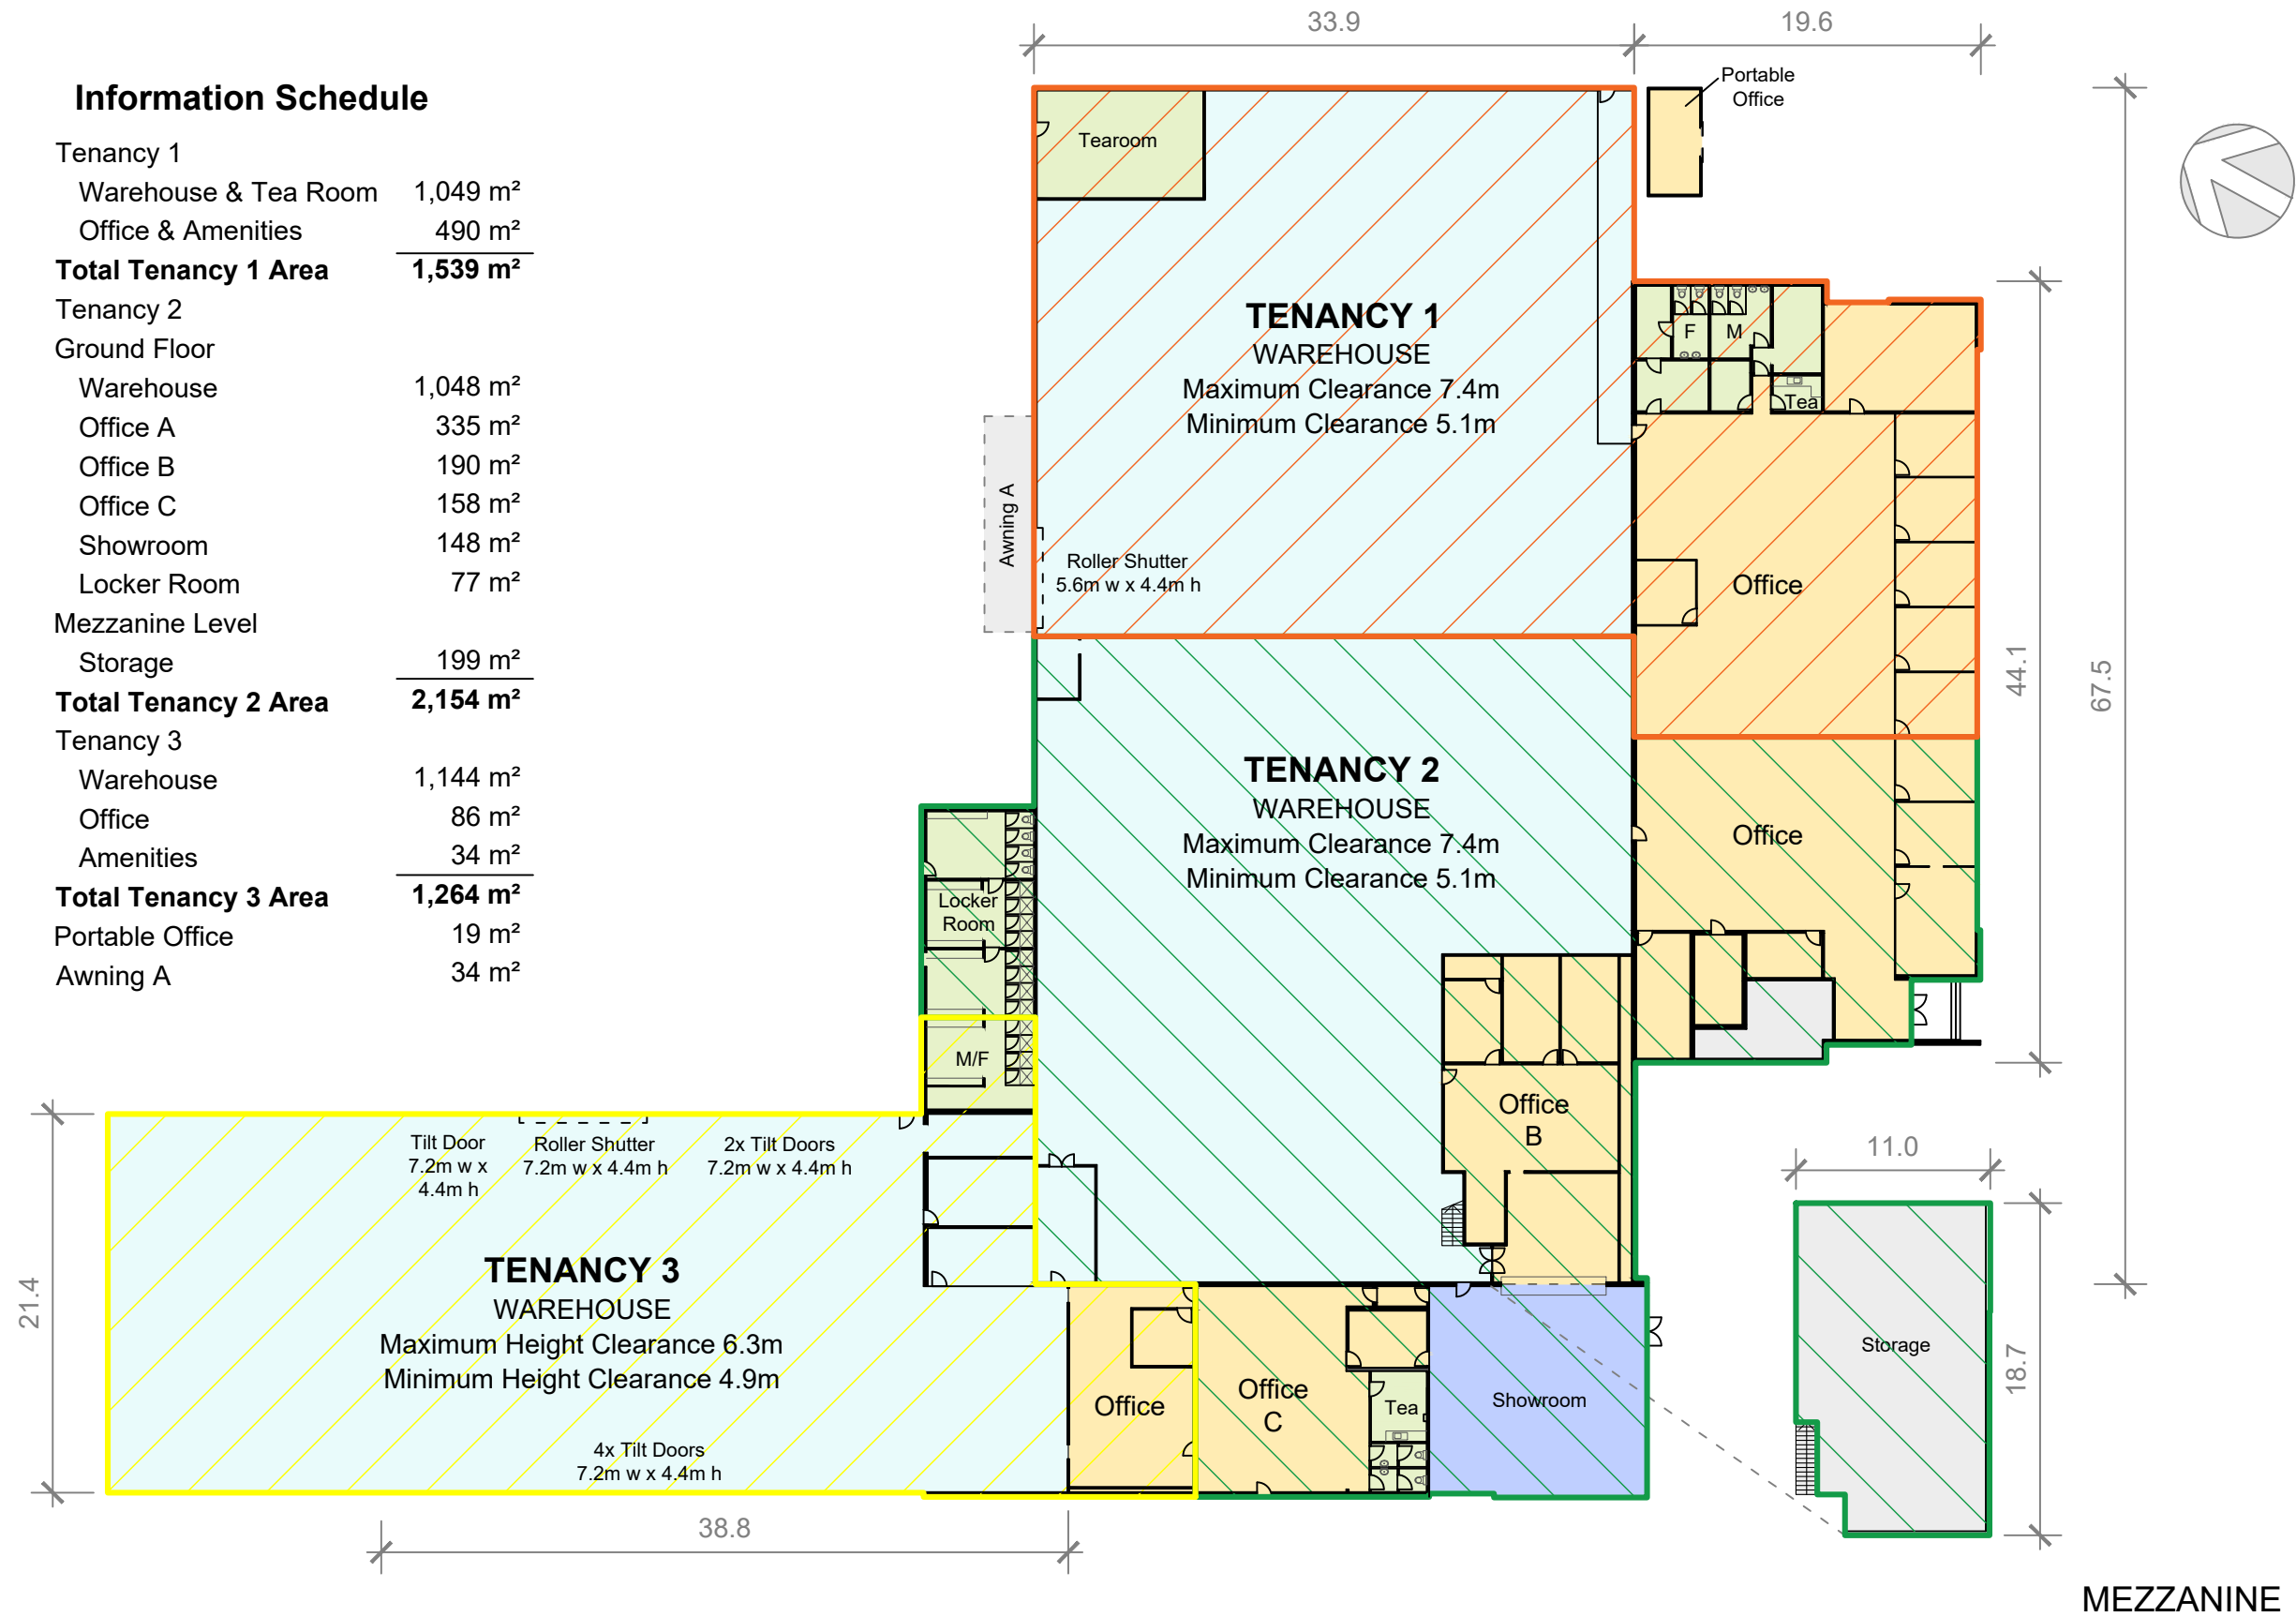 Information Schedule
Tenancy 1
Warehouse & Tea Room 1,049 m²
Office & Amenities 490 m²
Total Tenancy 1 Area 1,539 m²
Tenancy 2
Ground Floor
Warehouse 1,048 m²
Office A 335 m²
Office B 190 m²
Office C 158 m²
Showroom 148 m²
Locker Room 77 m²
Mezzanine Level
Storage 199 m²
Total Tenancy 2 Area 2,154 m²
Tenancy 3
Warehouse 1,144 m²
Office 86 m²
Amenities 34 m²
Total Tenancy 3 Area 1,264 m²
Portable Office 19 m²
Awning A 34 m²
33.9
19.6
Portable
Office
Tearoom
TENANCY 1
WAREHOUSE
Maximum Clearance 7.4m
Minimum Clearance 5.1m
F
M
Tea
Awning A
Roller Shutter
5.6m w x 4.4m h
Office
44.1
67.5
TENANCY 2
WAREHOUSE
Maximum Clearance 7.4m
Minimum Clearance 5.1m
Office
Locker
Room
M/F
Office
B
Tilt Door
7.2m w x
4.4m h
Roller Shutter
7.2m w x 4.4m h
2x Tilt Doors
7.2m w x 4.4m h
11.0
21.4
TENANCY 3
WAREHOUSE
Maximum Height Clearance 6.3m
Minimum Height Clearance 4.9m
4x Tilt Doors
7.2m w x 4.4m h
Office
Office
C
Tea
Showroom
Storage
18.7
38.8
MEZZANINE